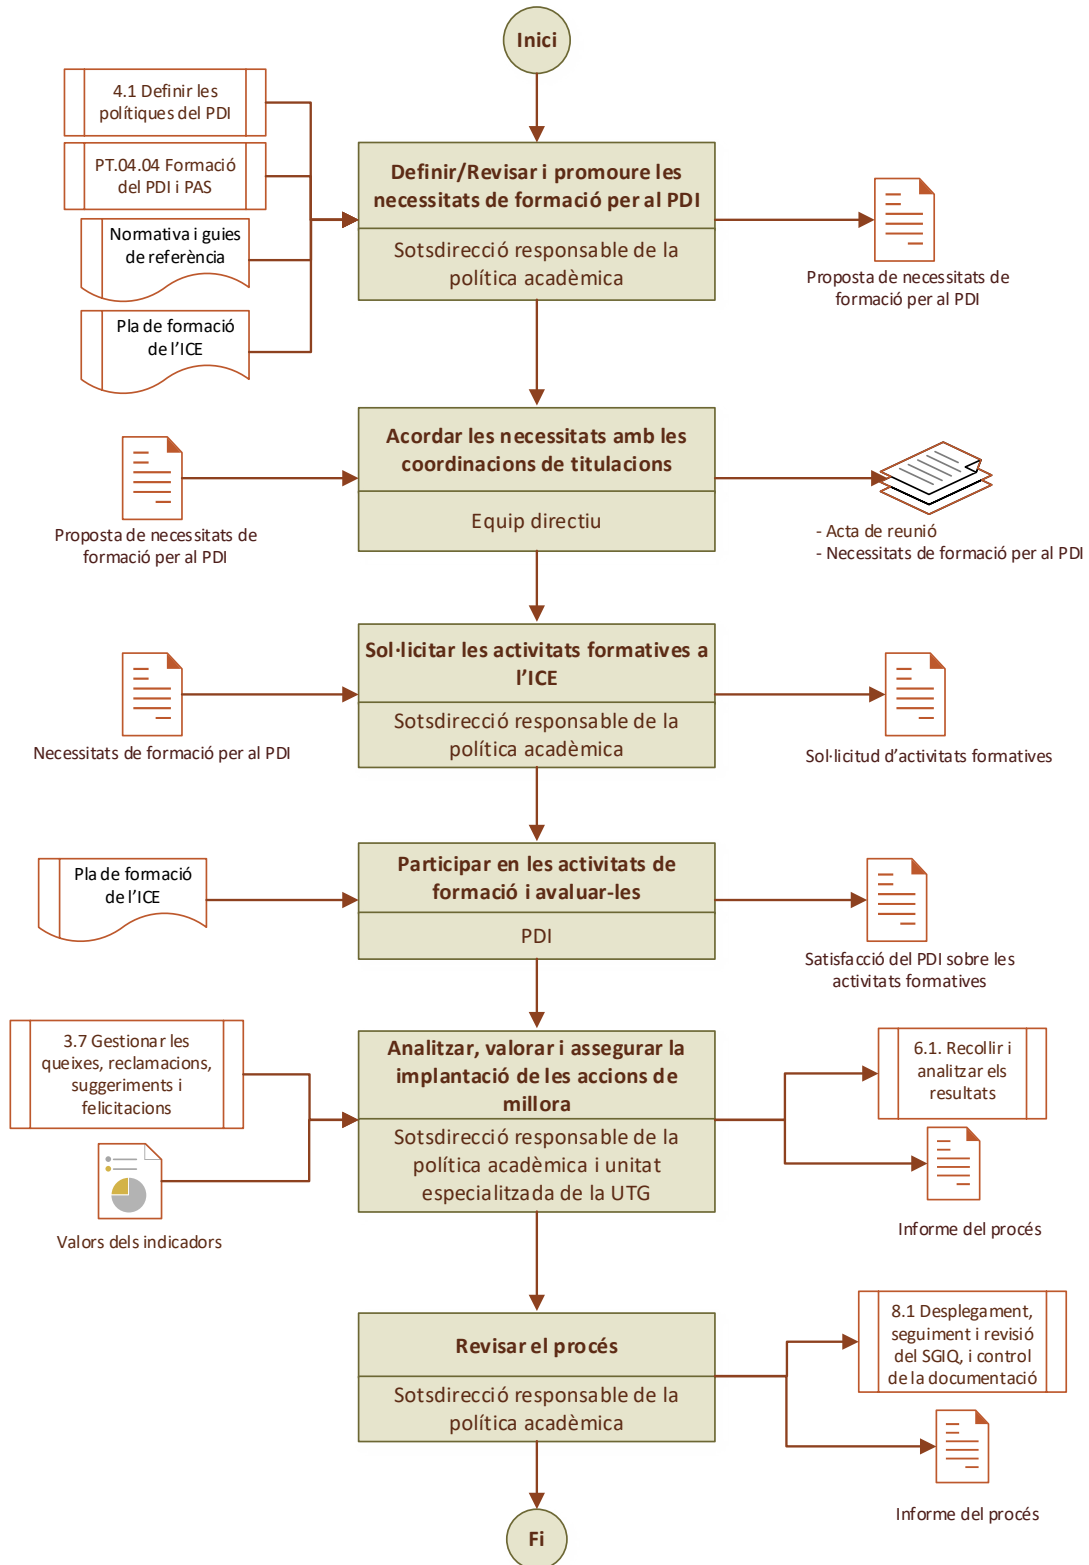 Inici
4.1 Definir les
polítiques del PDI
PT.04.04 Formació
del PDI i PAS
Normativa i guies
de referència
Pla de formació
de l’ICE
Definir/Revisar i promoure les
necessitats de formació per al PDI
Sotsdirecció responsable de la
política acadèmica
Proposta de necessitats de
formació per al PDI
Proposta de necessitats de
formació per al PDI
Acordar les necessitats amb les
coordinacions de titulacions
Equip directiu
- Acta de reunió
- Necessitats de formació per al PDI
Necessitats de formació per al PDI
Sol·licitar les activitats formatives a
l’ICE
Sotsdirecció responsable de la
política acadèmica
Sol·licitud d’activitats formatives
Pla de formació
de l’ICE
Participar en les activitats de
formació i avaluar-les
PDI
Satisfacció del PDI sobre les
activitats formatives
3.7 Gestionar les
queixes, reclamacions,
suggeriments i
felicitacions
Valors dels indicadors
Analitzar, valorar i assegurar la
implantació de les accions de
millora
Sotsdirecció responsable de la
política acadèmica i unitat
especialitzada de la UTG
6.1. Recollir i
analitzar els
resultats
Informe del procés
Revisar el procés
Sotsdirecció responsable de la
política acadèmica
8.1 Desplegament,
seguiment i revisió
del SGIQ, i control
de la documentació
Informe del procés
Fi